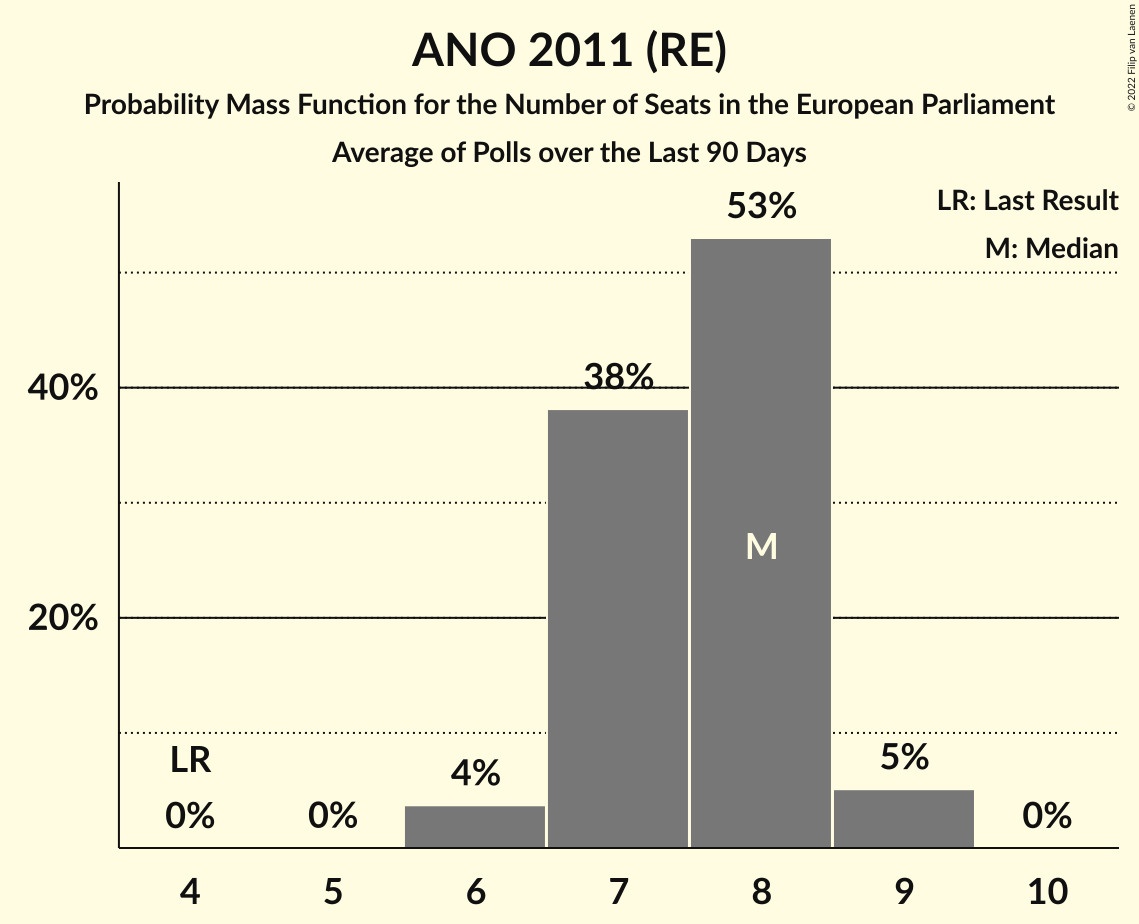 ANO 2011 (RE)
Probability Mass Function for the Number of Seats in the European Parliament
Average of Polls over the Last 90 Days
© 2022 Filip van Laenen
LR: Last Result
M: Median
53%
38%
40%
M
20%
LR
4%
5%
0%
0%
0%
4 5 6 7 8 9 10